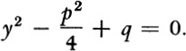 y² − p²/4 + q = 0.